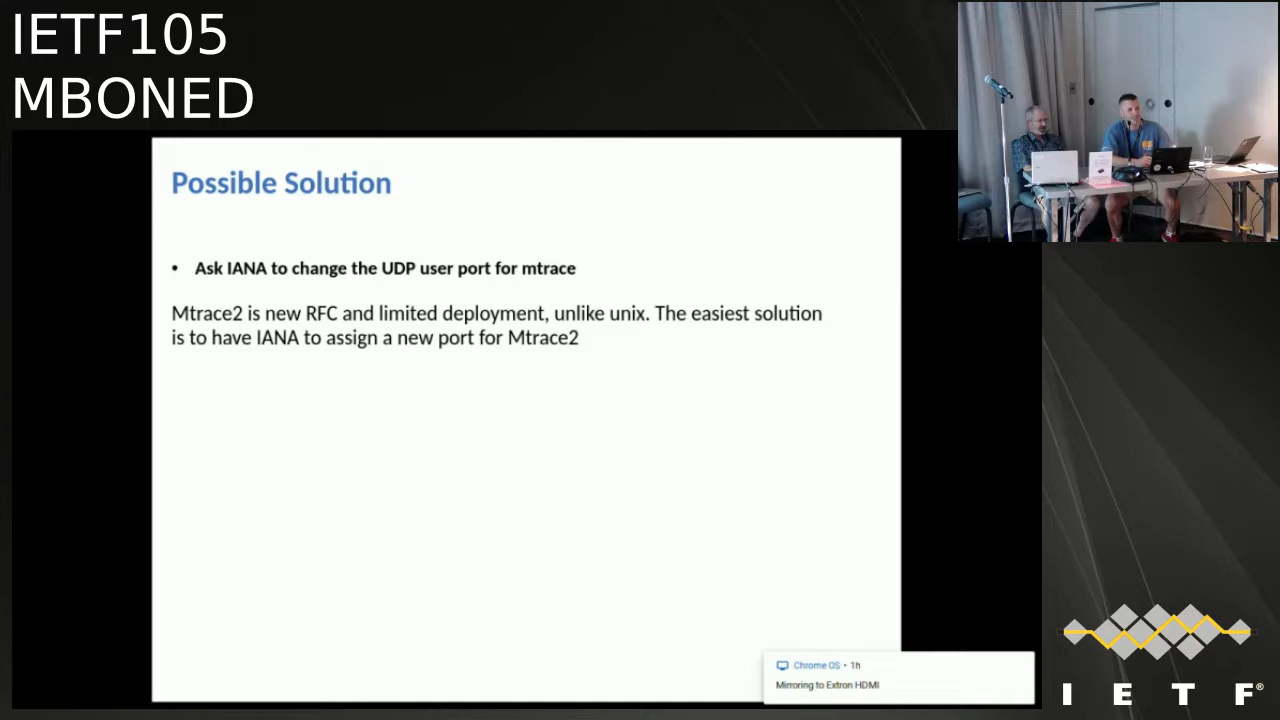 IETF105
MBONED
Possible Solution
• Ask IANA to change the UDP user port for mtrace
Mtrace2 is new RFC and limited deployment, unlike unix. The easiest solution
is to have IANA to assign a new port for Mtrace2
Chrome OS • 1h
Mirroring to Extron HDMI
I E T F®